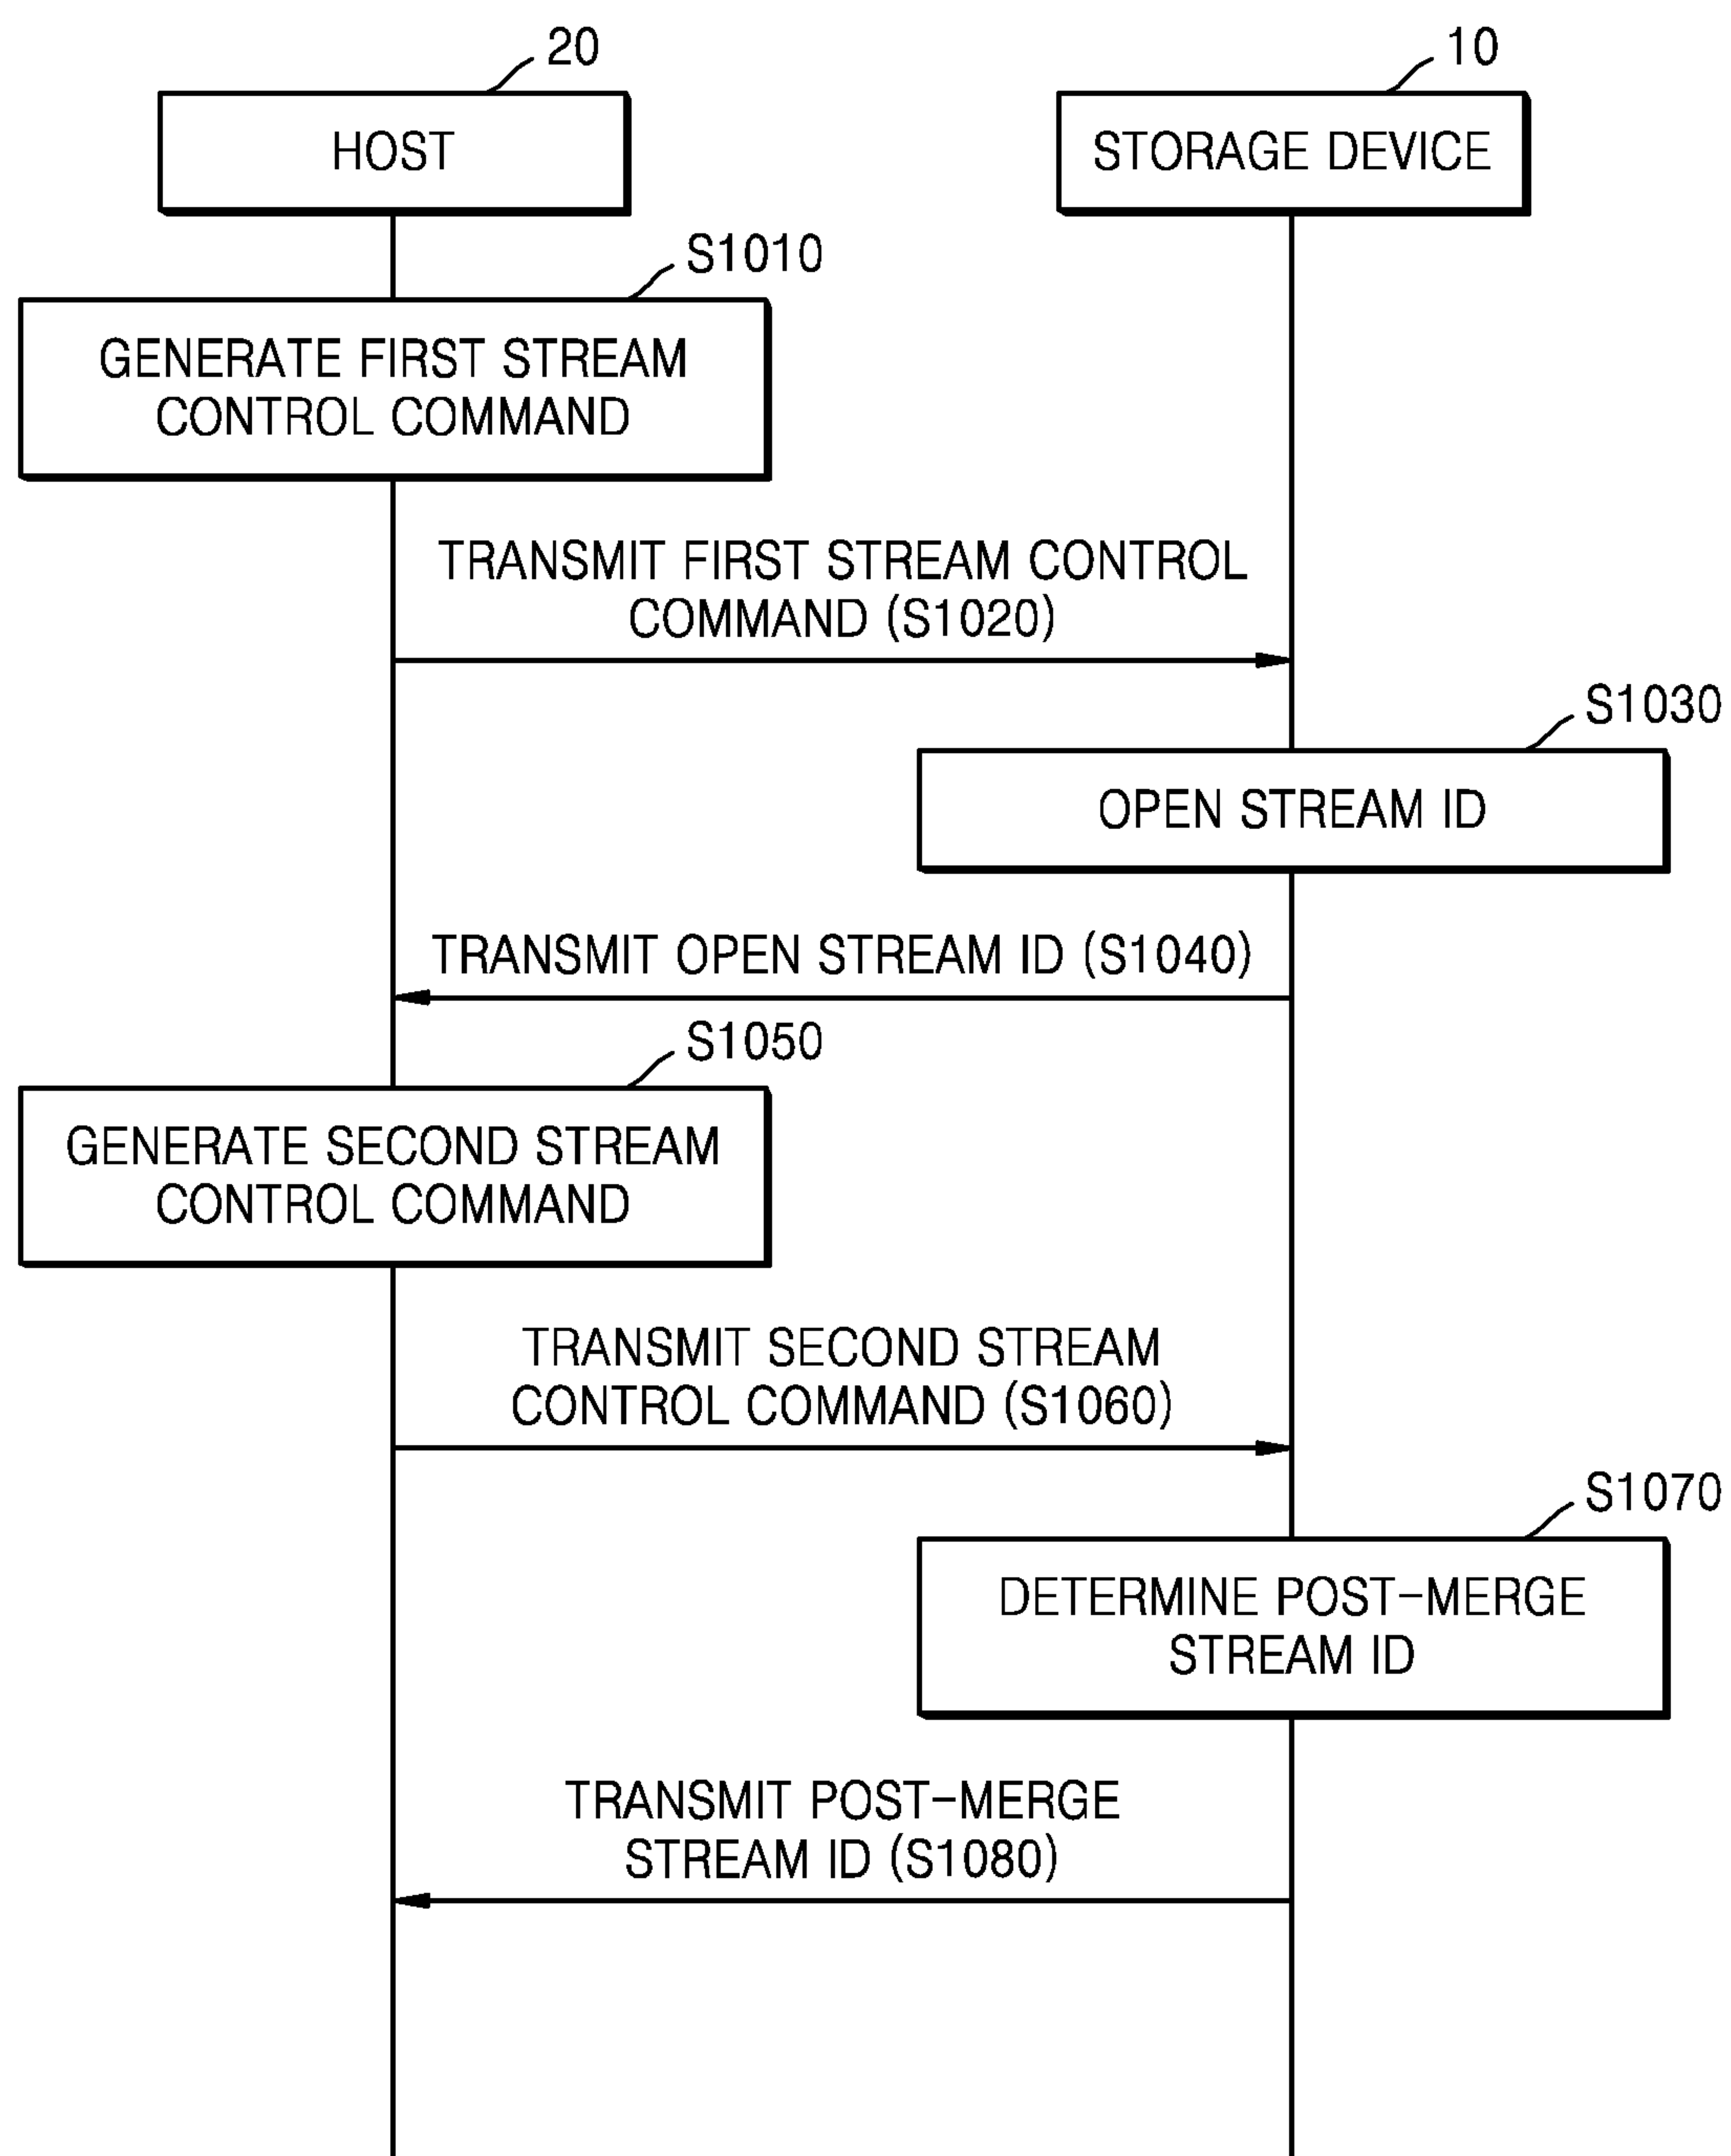 20
10
HOST
STORAGE DEVICE
S1010
GENERATE FIRST STREAM
CONTROL COMMAND
TRANSMIT FIRST STREAM CONTROL
COMMAND (S1020)
S1030
OPEN STREAM ID
TRANSMIT OPEN STREAM ID (S1040)
S1050
GENERATE SECOND STREAM
CONTROL COMMAND
TRANSMIT SECOND STREAM
CONTROL COMMAND (S1060)
S1070
DETERMINE POST-MERGE
STREAM ID
TRANSMIT POST-MERGE
STREAM ID (S1080)